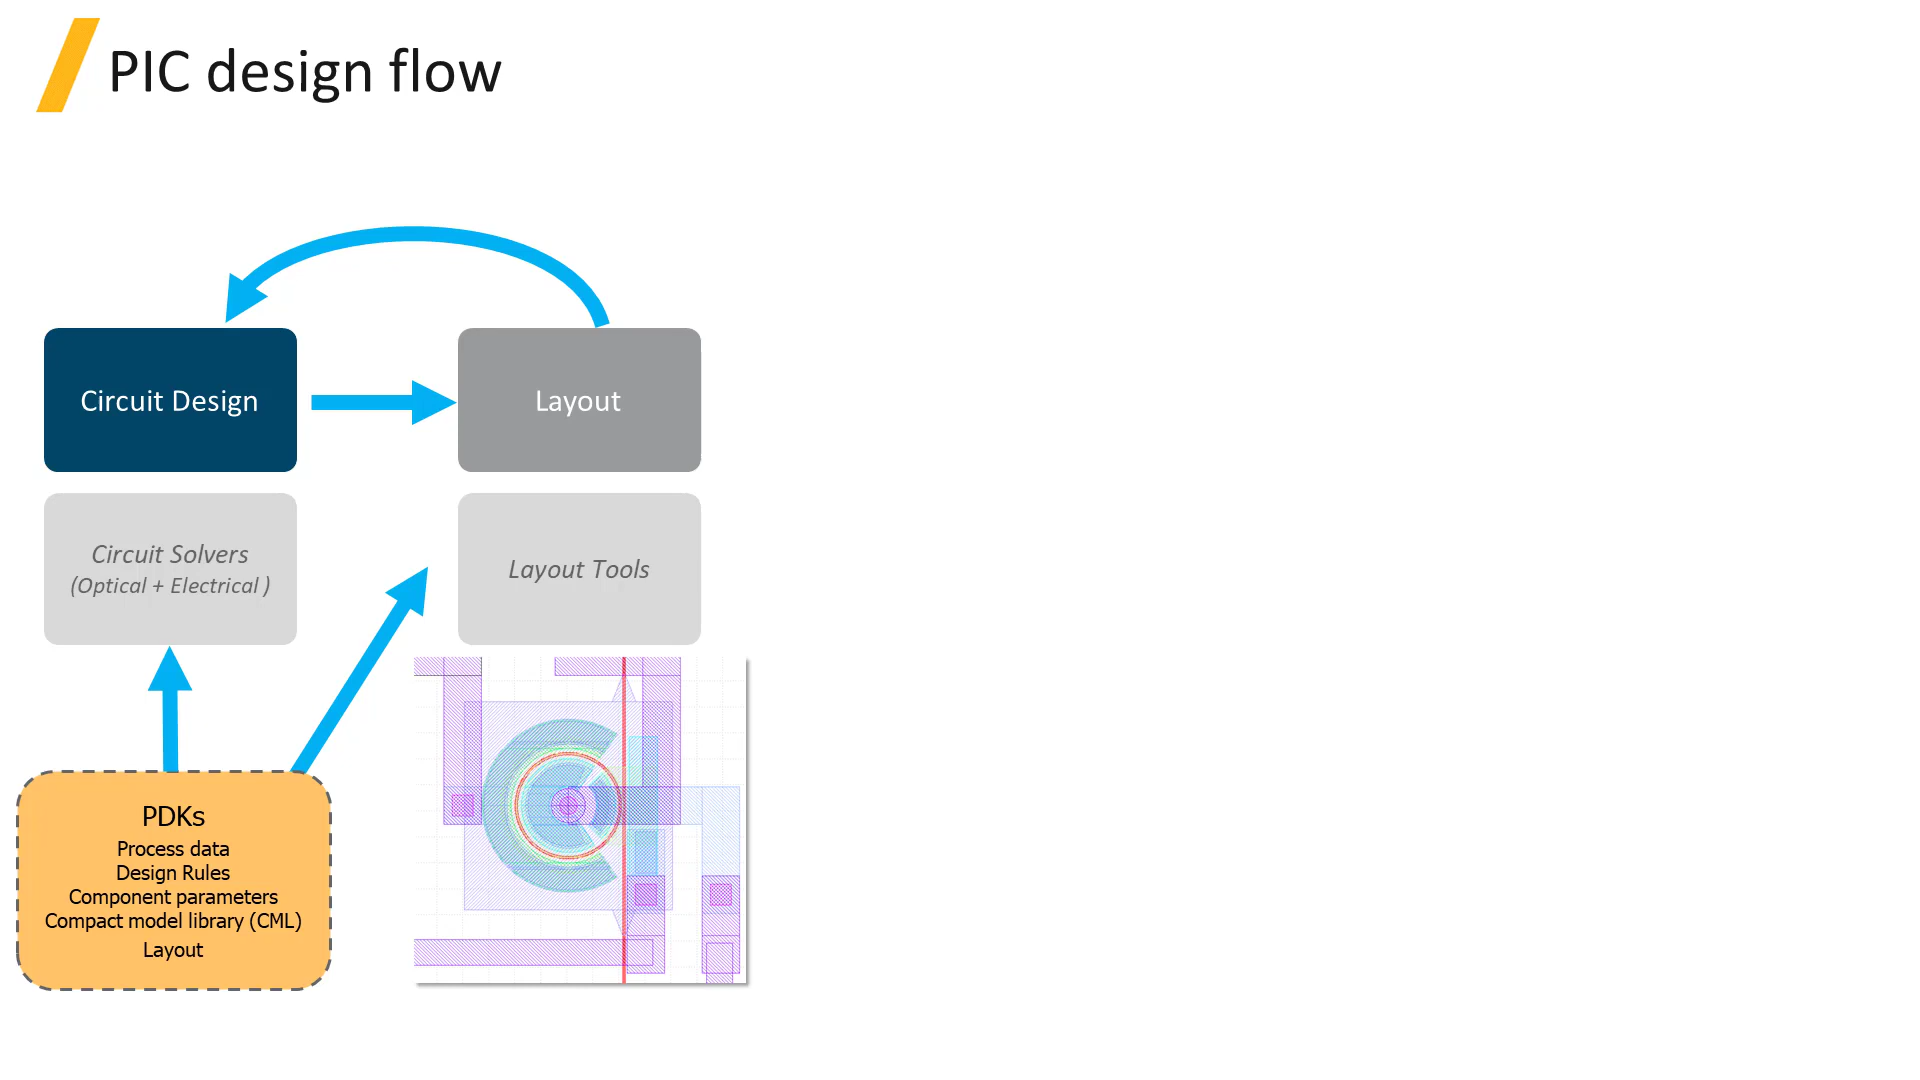 PIC design flow
Circuit Design
Layout
Circuit Solvers
(Optical + Electrical )
Layout Tools
PDKs
Process data
Design Rules
Component parameters
Compact model library (CML)
Layout